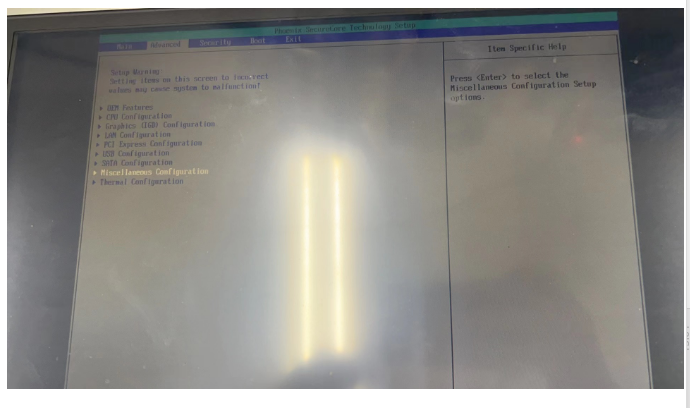 Phoenix SecureCore Technology Setup
Main Advanced Security Boot Exit
Item Specific Help
Setup Warning
Setting items on this screen to incorrect
values may cause system to malfunction!
Press <Enter> to select the
Miscellaneous Configuration Setup
options.
▸ OEM Features
▸ CPU Configuration
▸ Graphics (IGD) Configuration
▸ LAN Configuration
▸ PCI Express Configuration
▸ USB Configuration
▸ SATA Configuration
▸ Miscellaneous Configuration
▸ Thermal Configuration